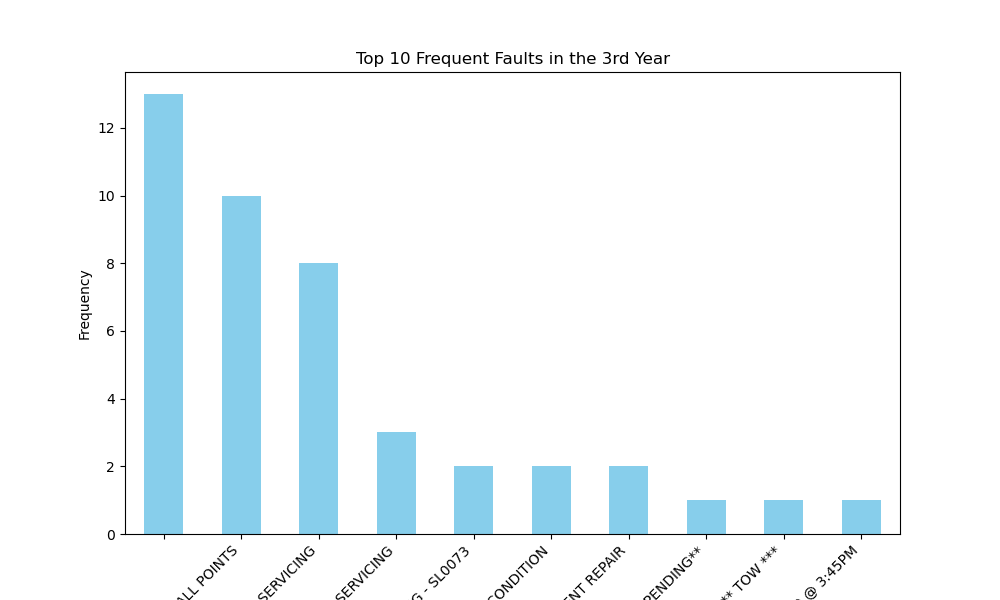 Top 10 Frequent Faults in the 3rd Year
Frequency
12
10
8
6
4
2
0
ALL POINTS
SERVICING
SERVICING
- SL0073
CONDITION
REPAIR
PENDING**
TOW ***
@ 3:45PM